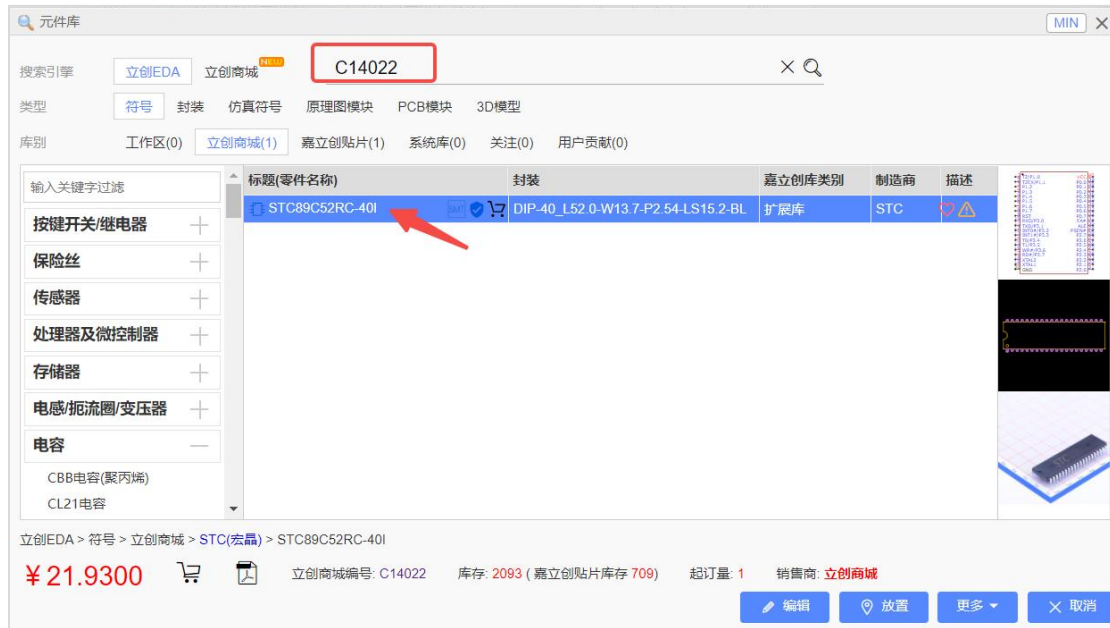 元件库 MIN
搜索引擎 立创EDA 立创商城 NEW C14022
类型 符号 封装 仿真符号 原理图模块 PCB模块 3D模型
库别 工作区(0) 立创商城(1) 嘉立创贴片(1) 系统库(0) 关注(0) 用户贡献(0)
输入关键字过滤
按键开关/继电器
保险丝
传感器
处理器及微控制器
存储器
电感/扼流圈/变压器
电容
CBB电容(聚丙烯)
CL21电容
标题(零件名称) 封装 嘉立创库类别 制造商 描述
STC89C52RC-40I SMT DIP-40_L52.0-W13.7-P2.54-LS15.2-BL 扩展库 STC
立创EDA > 符号 > 立创商城 > STC(宏晶) > STC89C52RC-40I
¥ 21.9300 立创商城编号: C14022 库存: 2093 ( 嘉立创贴片库存 709) 起订量: 1 销售商: 立创商城
编辑 放置 更多 取消